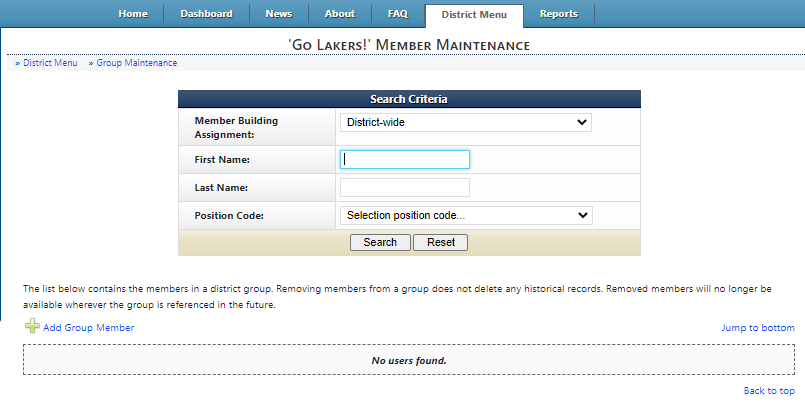 Home Dashboard News About FAQ District Menu Reports
'Go Lakers!' Member Maintenance
» District Menu » Group Maintenance
Search Criteria
Member Building
Assignment:
District-wide
First Name:
Last Name:
Position Code:
Selection position code...
Search Reset
The list below contains the members in a district group. Removing members from a group does not delete any historical records. Removed members will no longer be
available wherever the group is referenced in the future.
Add Group Member
Jump to bottom
No users found.
Back to top